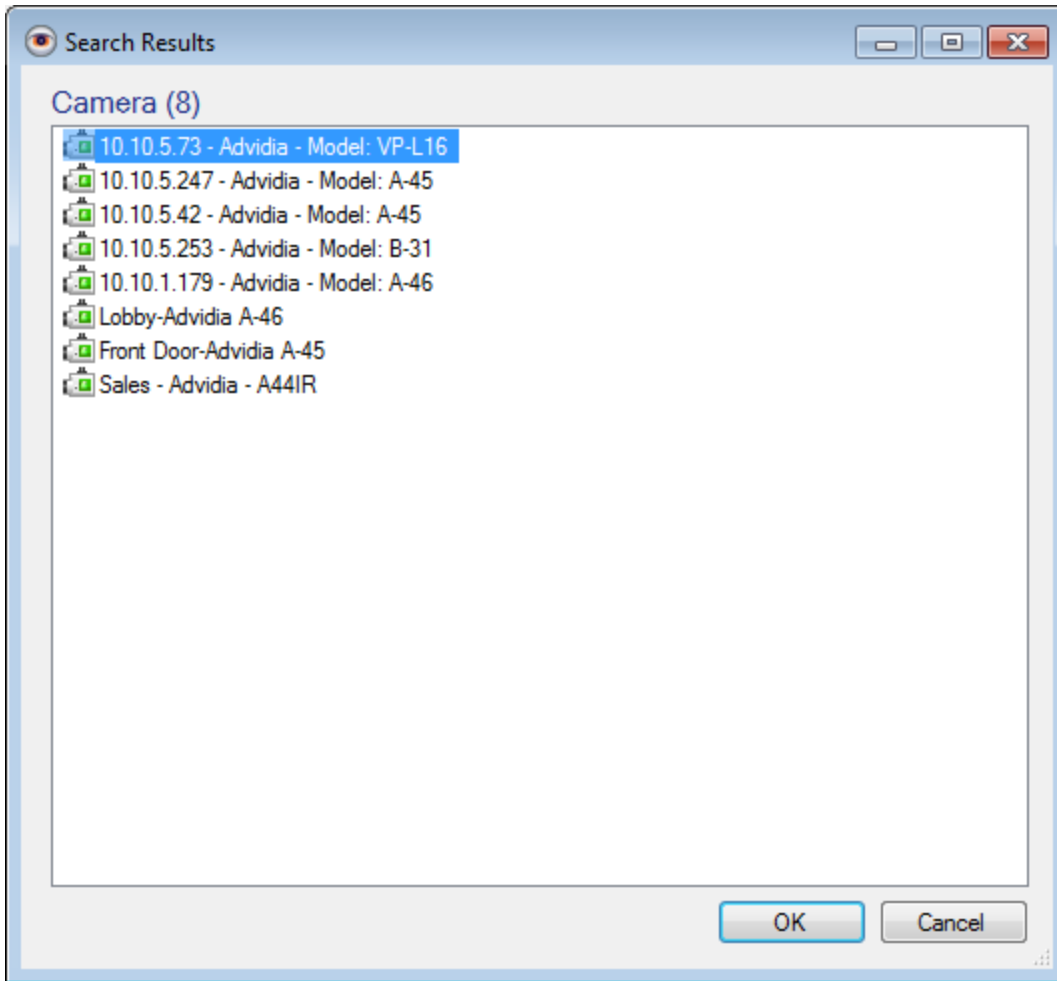 Search Results
Camera (8)
10.10.5.73 - Advidia - Model: VP-L16
10.10.5.247 - Advidia - Model: A-45
10.10.5.42 - Advidia - Model: A-45
10.10.5.253 - Advidia - Model: B-31
10.10.1.179 - Advidia - Model: A-46
Lobby-Advidia A-46
Front Door-Advidia A-45
Sales - Advidia - A44IR
OK Cancel